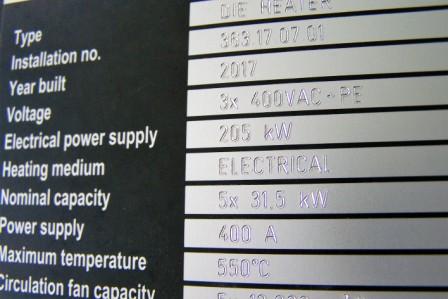 Type DIE HEATER
Installation no. 363 17 07 01
Year built 2017
Voltage 3x 400VAC - PE
Electrical power supply 205 kW
Heating medium ELECTRICAL
Nominal capacity 5x 31,5 kW
Power supply 400 A
Maximum temperature 550°C
Circulation fan capacity 5x